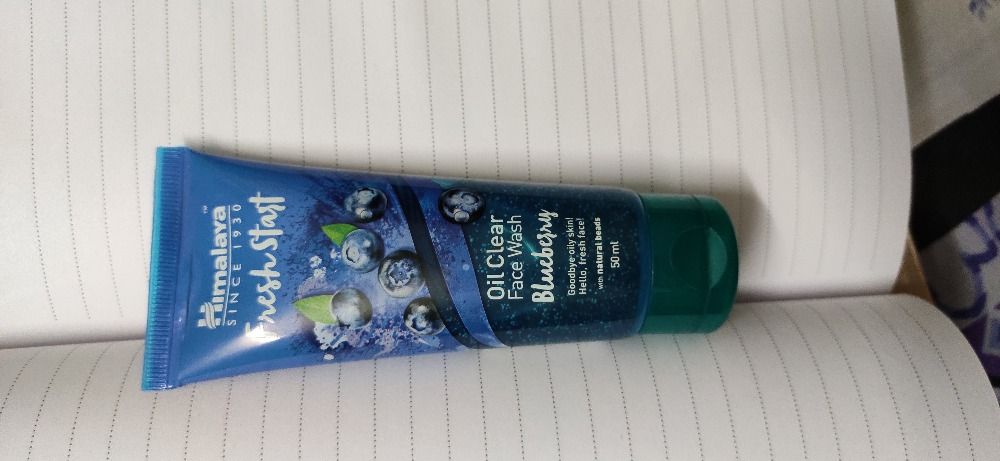 Himalaya™
SINCE 1930
Fresh Start
Oil Clear
Face Wash
Blueberry
Goodbye oily skin!
Hello, fresh face!
with natural beads
50 ml